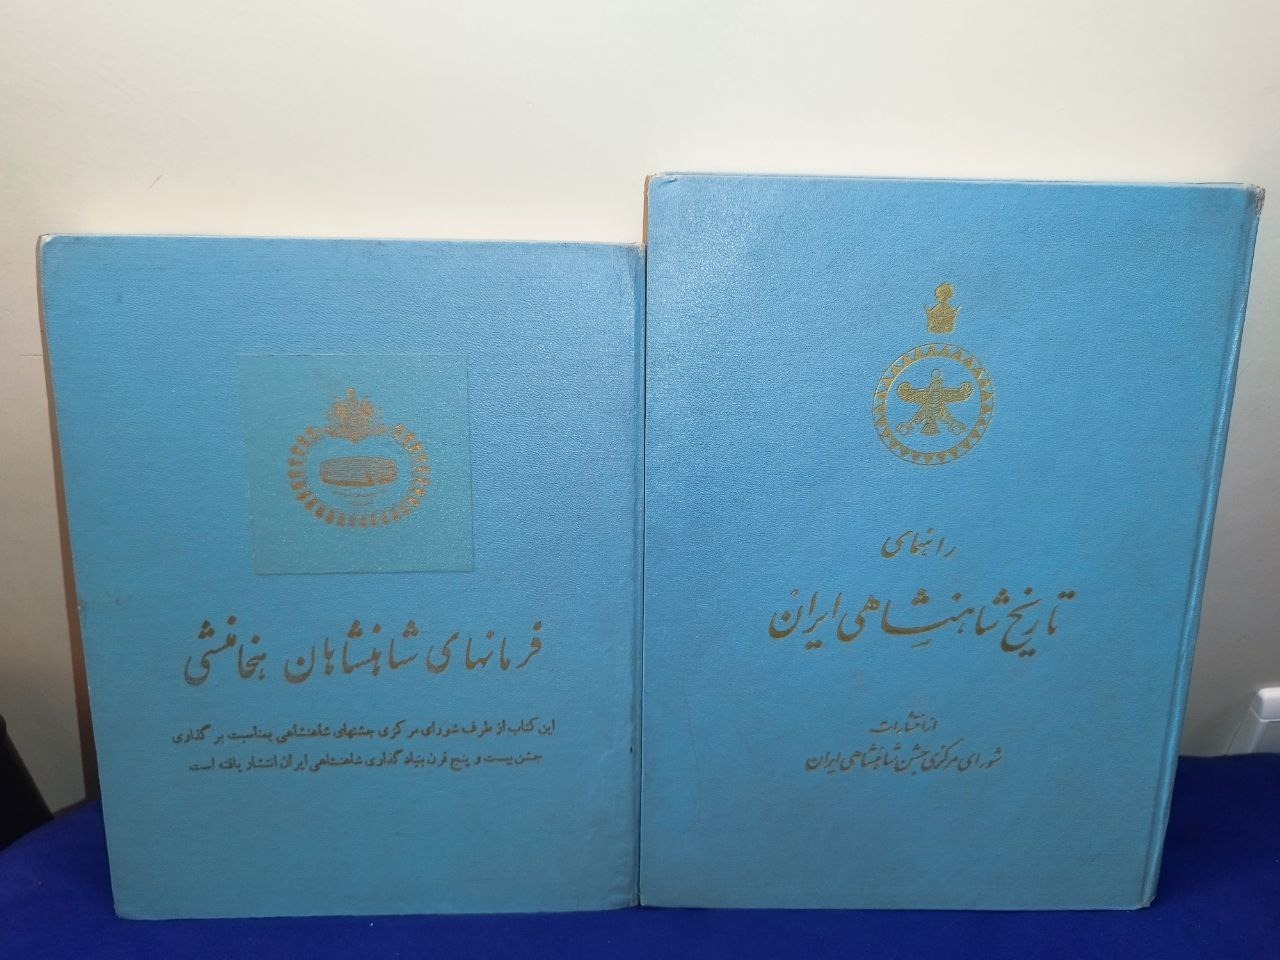 راهنمای
تاریخ شاهنشاهی ایران
از انتشارات
شورای مرکزی جشن شاهنشاهی ایران
فرمانهای شاهنشاهان هخامنشی
این کتاب از طرف شورای مرکزی جشنهای شاهنشاهی بمناسبت برگذاری
جشن بیست و پنج قرن بنیادگذاری شاهنشاهی ایران انتشار یافته است